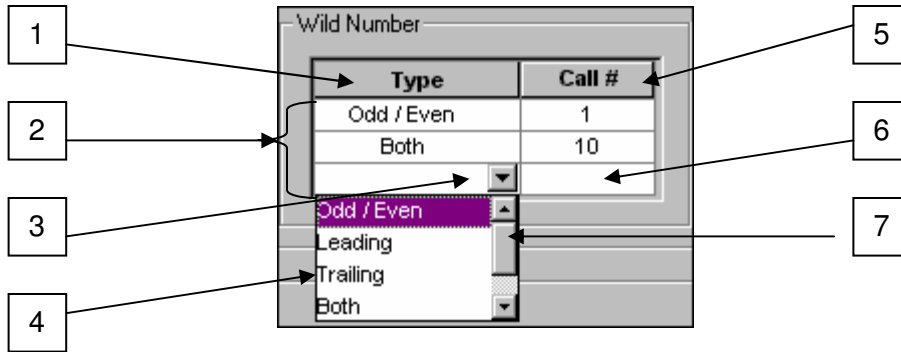 Wild Number
1
5
Type Call #
Odd / Even 1
2
6
Both 10
3
7
Odd / Even
Leading
Trailing
4
Both